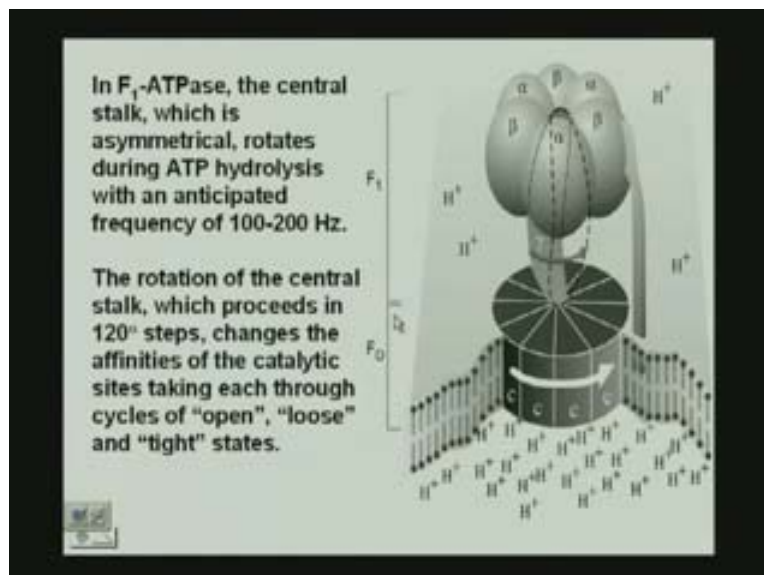 In F₁-ATPase, the central
stalk, which is
asymmetrical, rotates
during ATP hydrolysis
with an anticipated
frequency of 100-200 Hz.
The rotation of the central
stalk, which proceeds in
120° steps, changes the
affinities of the catalytic
sites taking each through
cycles of "open", "loose"
and "tight" states.
F₁
F₀
β
α α
β β
α
H⁺
H⁺
H⁺
H⁺
c c c c
H⁺ H⁺ H⁺ H⁺ H⁺ H⁺ H⁺
H⁺ H⁺ H⁺ H⁺ H⁺ H⁺ H⁺ H⁺
H⁺ H⁺ H⁺ H⁺ H⁺ H⁺ H⁺ H⁺
H⁺ H⁺